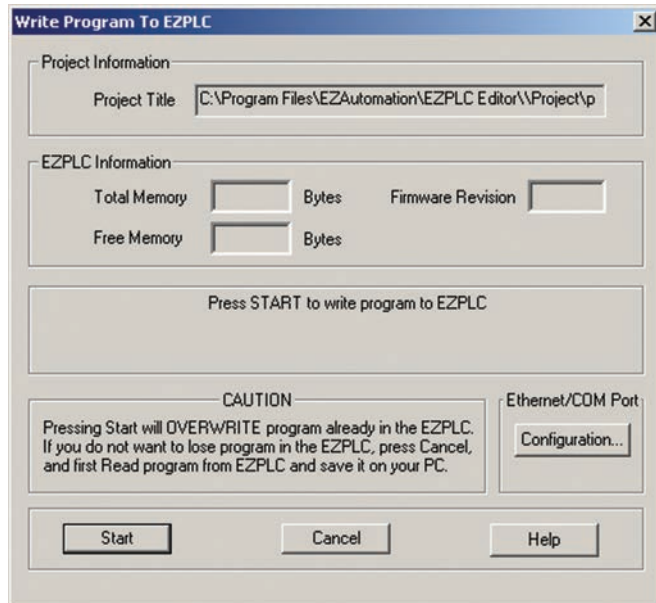 Write Program To EZPLC
Project Information
Project Title C:\Program Files\EZAutomation\EZPLC Editor\\Project\p
EZPLC Information
Total Memory Bytes Firmware Revision
Free Memory Bytes
Press START to write program to EZPLC
CAUTION
Pressing Start will OVERWRITE program already in the EZPLC.
If you do not want to lose program in the EZPLC, press Cancel,
and first Read program from EZPLC and save it on your PC.
Ethernet/COM Port
Configuration...
Start Cancel Help